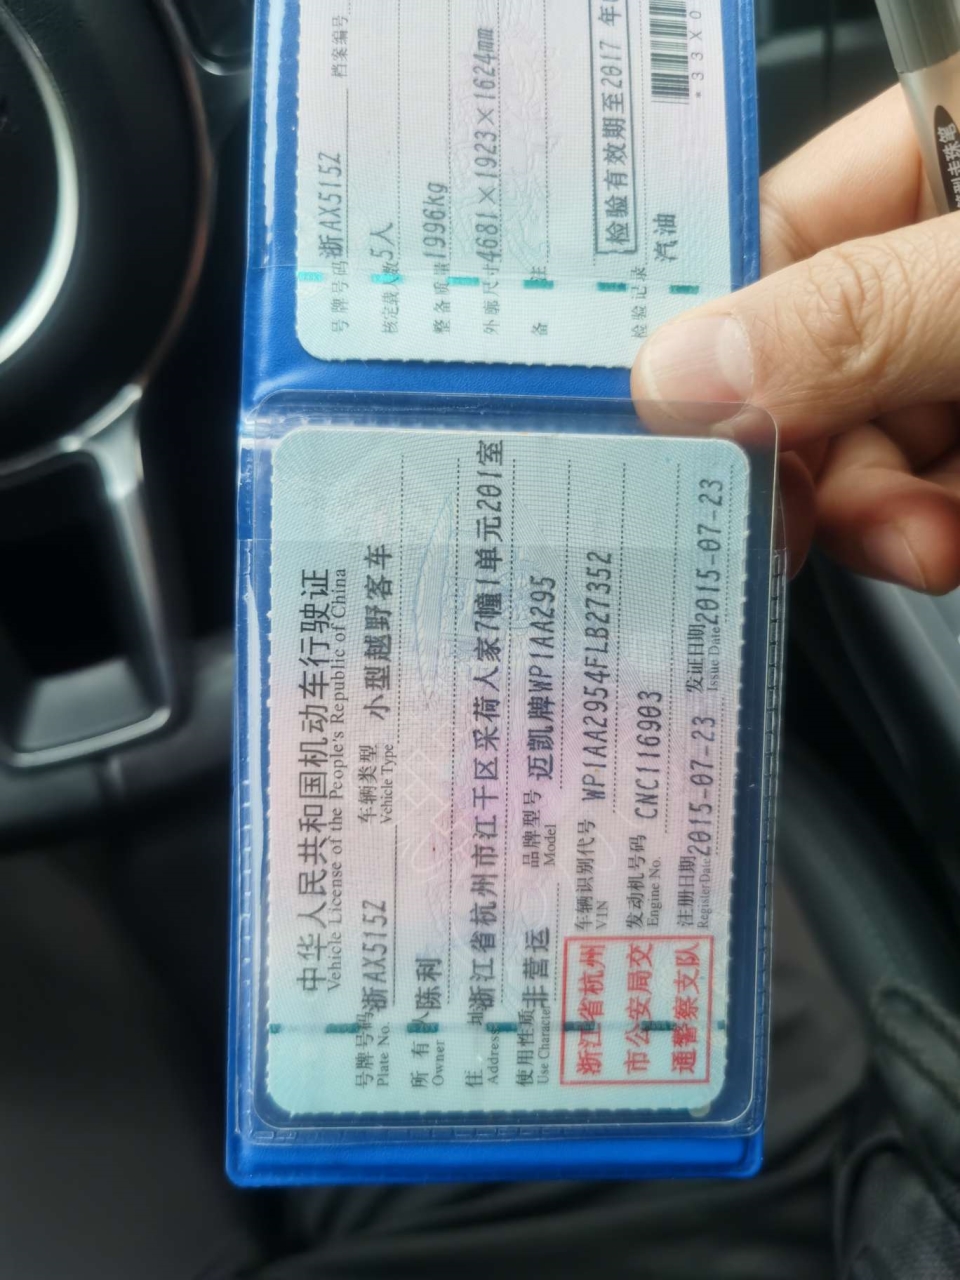 中华人民共和国机动车行驶证
Vehicle License of the People's Republic of China
号牌号码 浙AX515Z 车辆类型 小型越野客车
Plate No. Vehicle Type
所有人 陈利
Owner
住址 浙江省杭州市江干区采荷人家7幢1单元201室
Address
使用性质 非营运 品牌型号 迈凯牌WP1AA295
Use Character Model
浙江省杭州
市公安局交
通警察支队
车辆识别代号 WP1AA2954FLB27352
VIN
发动机号码 CNC116903
Engine No.
注册日期 2015-07-23 发证日期 2015-07-23
Register Date Issue Date
号牌号码 浙AX515Z 档案编号
核定载人数 5人
整备质量 1996kg
外廓尺寸 4681×1923×1624mm
备注
检验有效期至2017 年
检验记录
汽油
*33X0